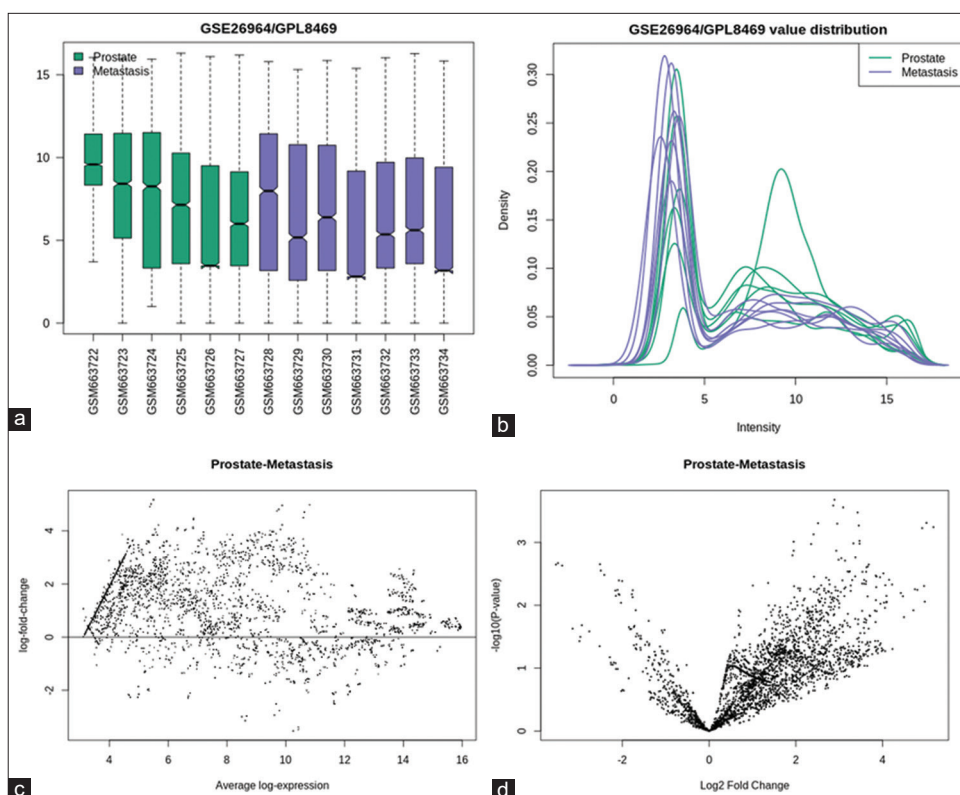 GSE26964/GPL8469
Prostate
Metastasis
15
10
5
0
GSM663722
GSM663723
GSM663724
GSM663725
GSM663726
GSM663727
GSM663728
GSM663729
GSM663730
GSM663731
GSM663732
GSM663733
GSM663734
a
GSE26964/GPL8469 value distribution
Prostate
Metastasis
Density
0.30
0.25
0.20
0.15
0.10
0.05
0.00
0 5 10 15
Intensity
b
Prostate-Metastasis
log-fold-change
4
2
0
-2
4 6 8 10 12 14 16
Average log-expression
c
Prostate-Metastasis
-log10(P-value)
3
2
1
0
-2 0 2 4
Log2 Fold Change
d